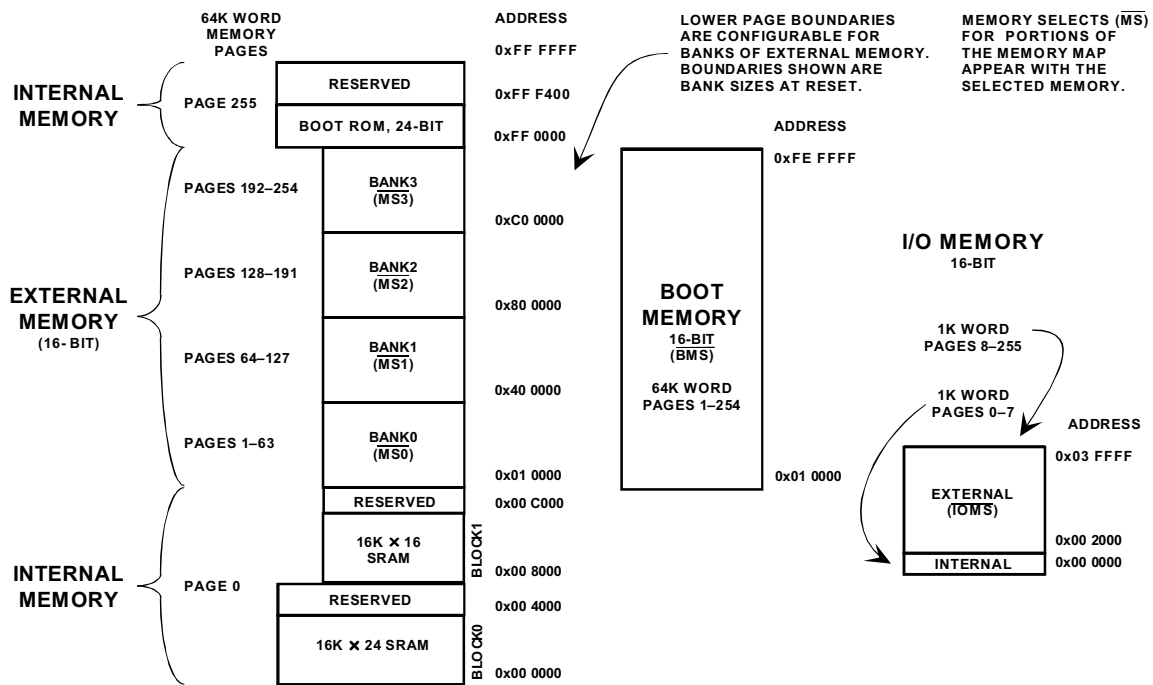 64K WORD
MEMORY
PAGES
ADDRESS
0xFF FFFF
INTERNAL
MEMORY
PAGE 255
RESERVED
0xFF F400
BOOT ROM, 24-BIT
0xFF 0000
EXTERNAL
MEMORY
(16- BIT)
PAGES 192–254
BANK3
(MS3)
0xC0 0000
PAGES 128–191
BANK2
(MS2)
0x80 0000
PAGES 64–127
BANK1
(MS1)
0x40 0000
PAGES 1–63
BANK0
(MS0)
0x01 0000
INTERNAL
MEMORY
PAGE 0
RESERVED
0x00 C000
16K × 16
SRAM
BLOCK1
0x00 8000
RESERVED
0x00 4000
16K × 24 SRAM
BLOCK0
0x00 0000
LOWER PAGE BOUNDARIES
ARE CONFIGURABLE FOR
BANKS OF EXTERNAL MEMORY.
BOUNDARIES SHOWN ARE
BANK SIZES AT RESET.
MEMORY SELECTS (MS)
FOR PORTIONS OF
THE MEMORY MAP
APPEAR WITH THE
SELECTED MEMORY.
ADDRESS
0xFE FFFF
BOOT
MEMORY
16-BIT
(BMS)
64K WORD
PAGES 1–254
0x01 0000
I/O MEMORY
16-BIT
1K WORD
PAGES 8–255
1K WORD
PAGES 0–7
ADDRESS
0x03 FFFF
EXTERNAL
(IOMS)
0x00 2000
INTERNAL
0x00 0000